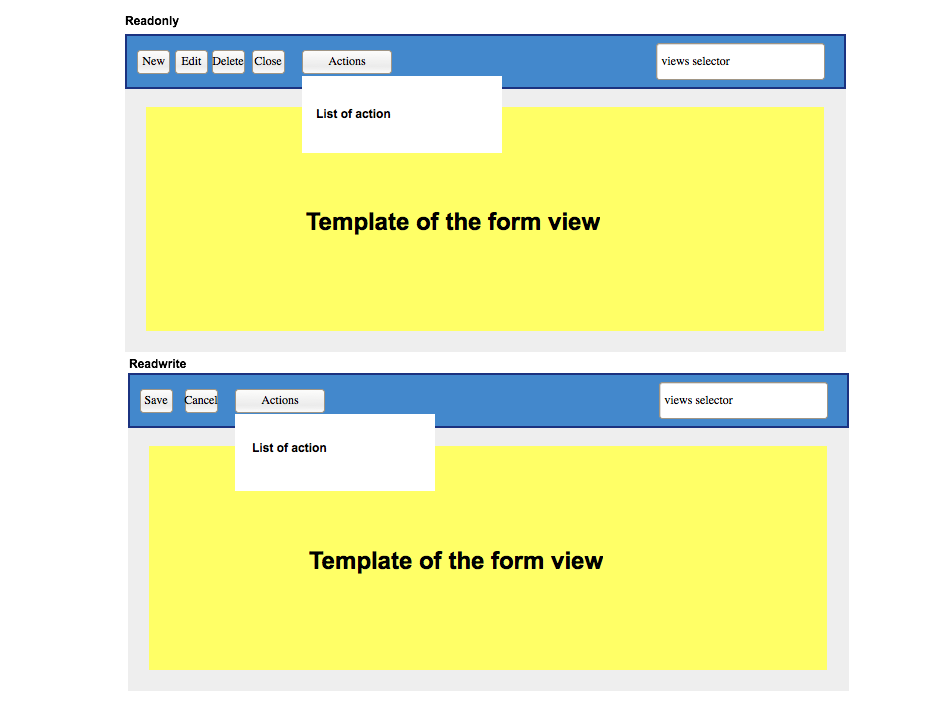 Readonly
New Edit Delete Close Actions views selector
List of action
Template of the form view
Readwrite
Save Cancel Actions views selector
List of action
Template of the form view